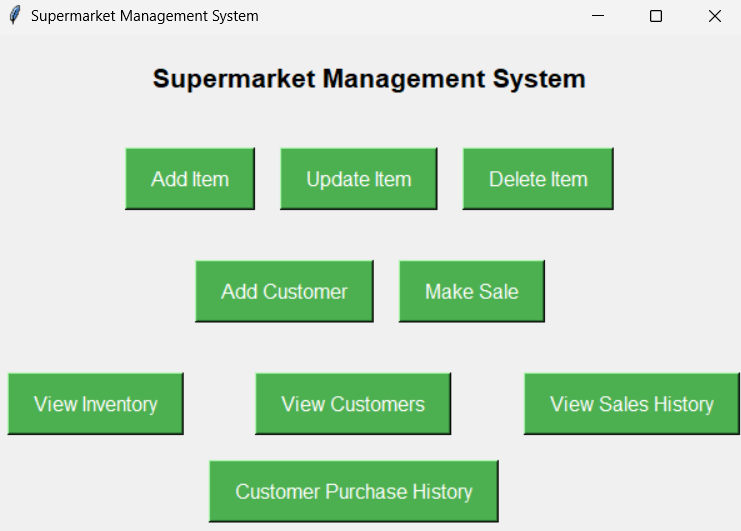 Supermarket Management System
Supermarket Management System
Add Item Update Item Delete Item
Add Customer Make Sale
View Inventory View Customers View Sales History
Customer Purchase History